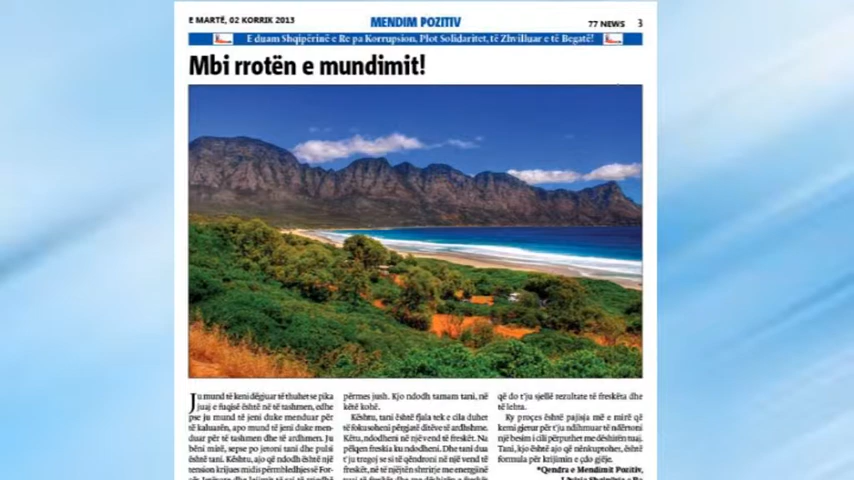 E MARTË, 02 KORRIK 2013
MENDIM POZITIV
77 NEWS 3
E duam Shqipërinë e Re pa Korrupsion, Plot Solidaritet, të Zhvilluar e të Begatë!
Mbi rrotën e mundimit!
Ju mund të keni dëgjuar të thuhet se pika
juaj e fuqisë është në të tashmen, edhe
pse ju mund të jeni duke menduar për
të kaluarën, apo mund të jeni duke men-
duar për të tashmen dhe të ardhmen. Ju
bëni mirë, sepse po jetoni tani dhe pulsi
është tani. Kështu, ajo që ndodh është një
tension krijues midis përmbledhjes së For-
përmes jush. Kjo ndodh tamam tani, në
këtë kohë.
Kështu, tani është fjala tek e cila duhet
të fokusoheni përgjatë ditëve të ardhshme.
Këtu, ndodheni në një vend të freskët. Na
pëlqen freskia ku ndodheni. Dhe tani dua
t'ju tregoj se si të qëndroni në një vend të
freskët, në të njëjtën shtrirje me energjinë
që do t'ju sjellë rezultate të freskëta dhe
të lehta.
Ky proçes është pajisja më e mirë që
kemi gjetur për t'ju ndihmuar të ndërtoni
një besim i cili përputhet me dëshirën tuaj.
Tani, kjo është ajo që nënkuptohet, është
formula për krijimin e çdo gjëje.
*Qendra e Mendimit Pozitiv,